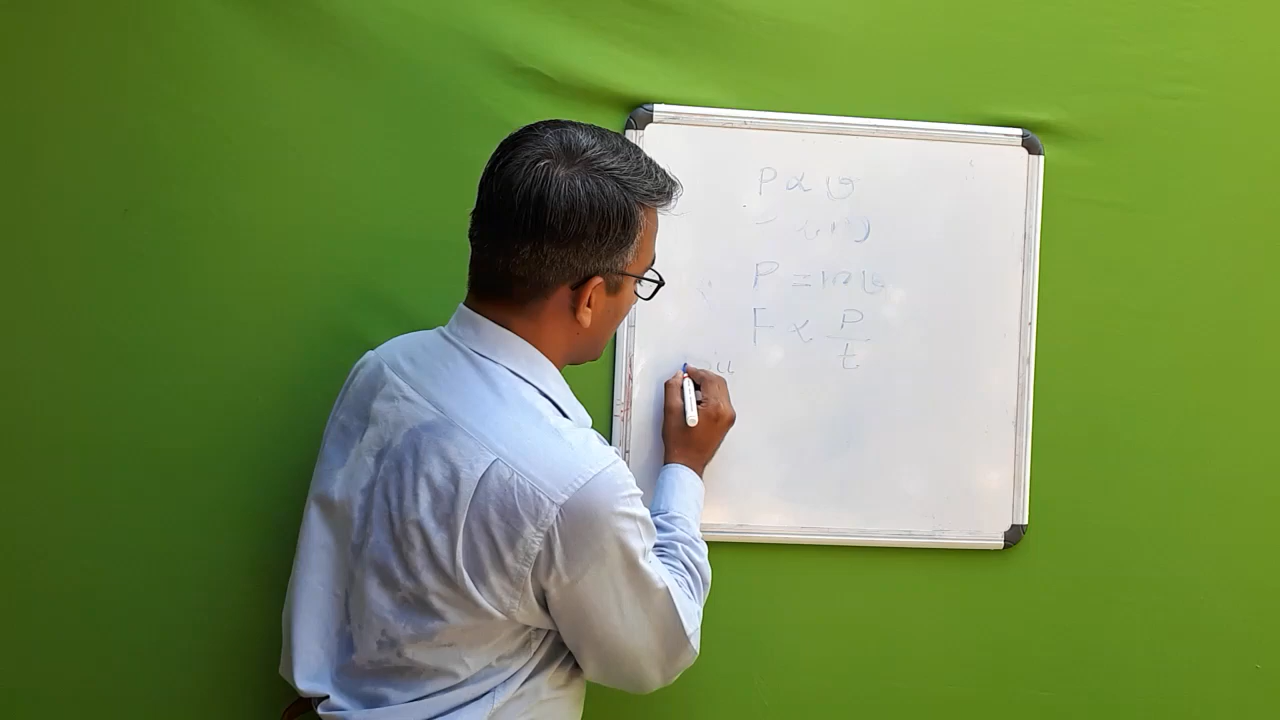 P ∝ v
P = mv
F ∝ P/t
u